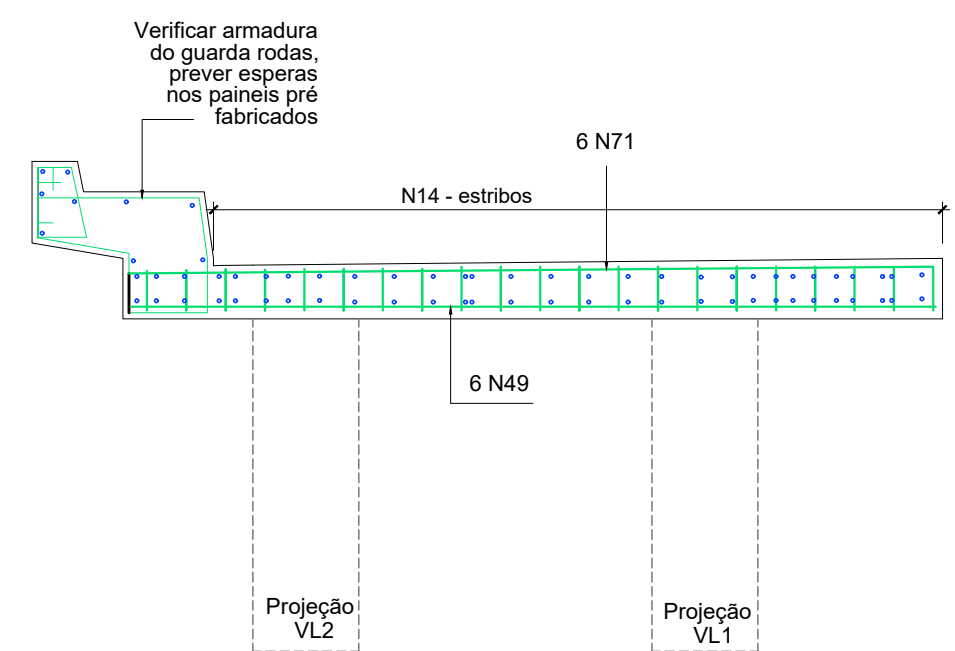 Verificar armadura
do guarda rodas,
prever esperas
nos paineis pré
fabricados
6 N71
N14 - estribos
6 N49
Projeção
VL2
Projeção
VL1